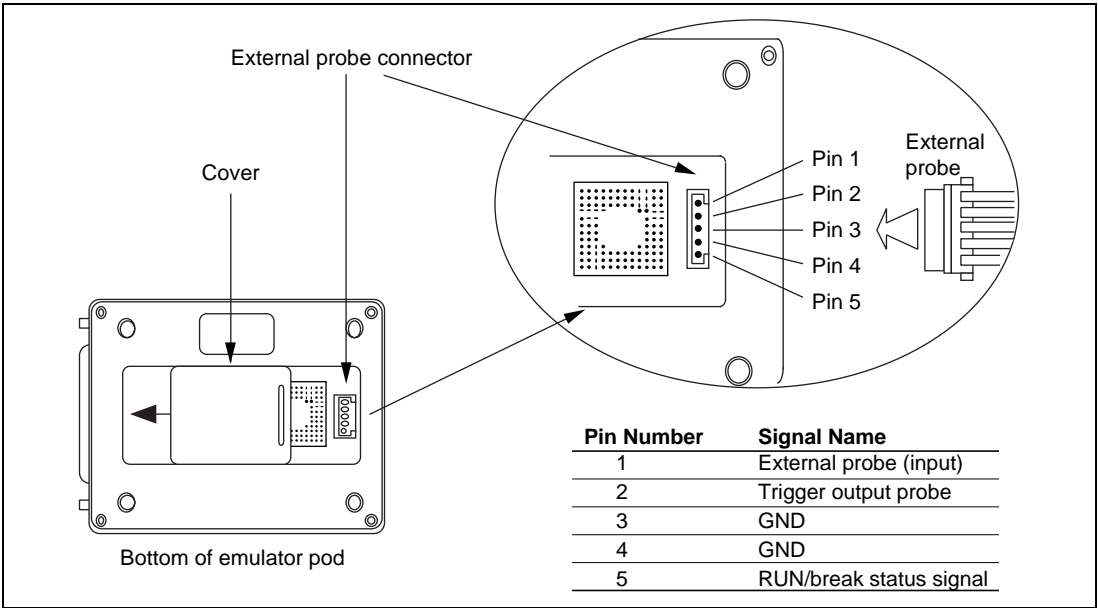 External probe connector
Cover
Pin 1
Pin 2
Pin 3
Pin 4
Pin 5
External
probe
Bottom of emulator pod
Pin Number Signal Name
1 External probe (input)
2 Trigger output probe
3 GND
4 GND
5 RUN/break status signal